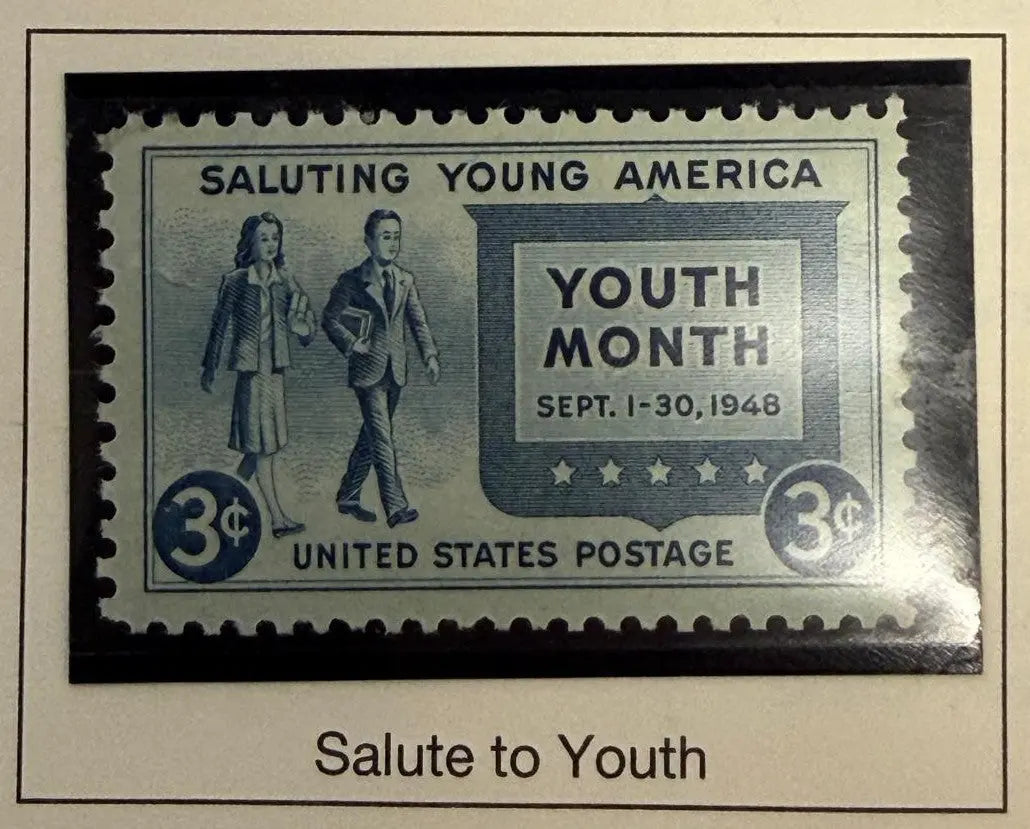 SALUTING YOUNG AMERICA
YOUTH
MONTH
SEPT. 1-30, 1948
3¢
3¢
UNITED STATES POSTAGE
Salute to Youth